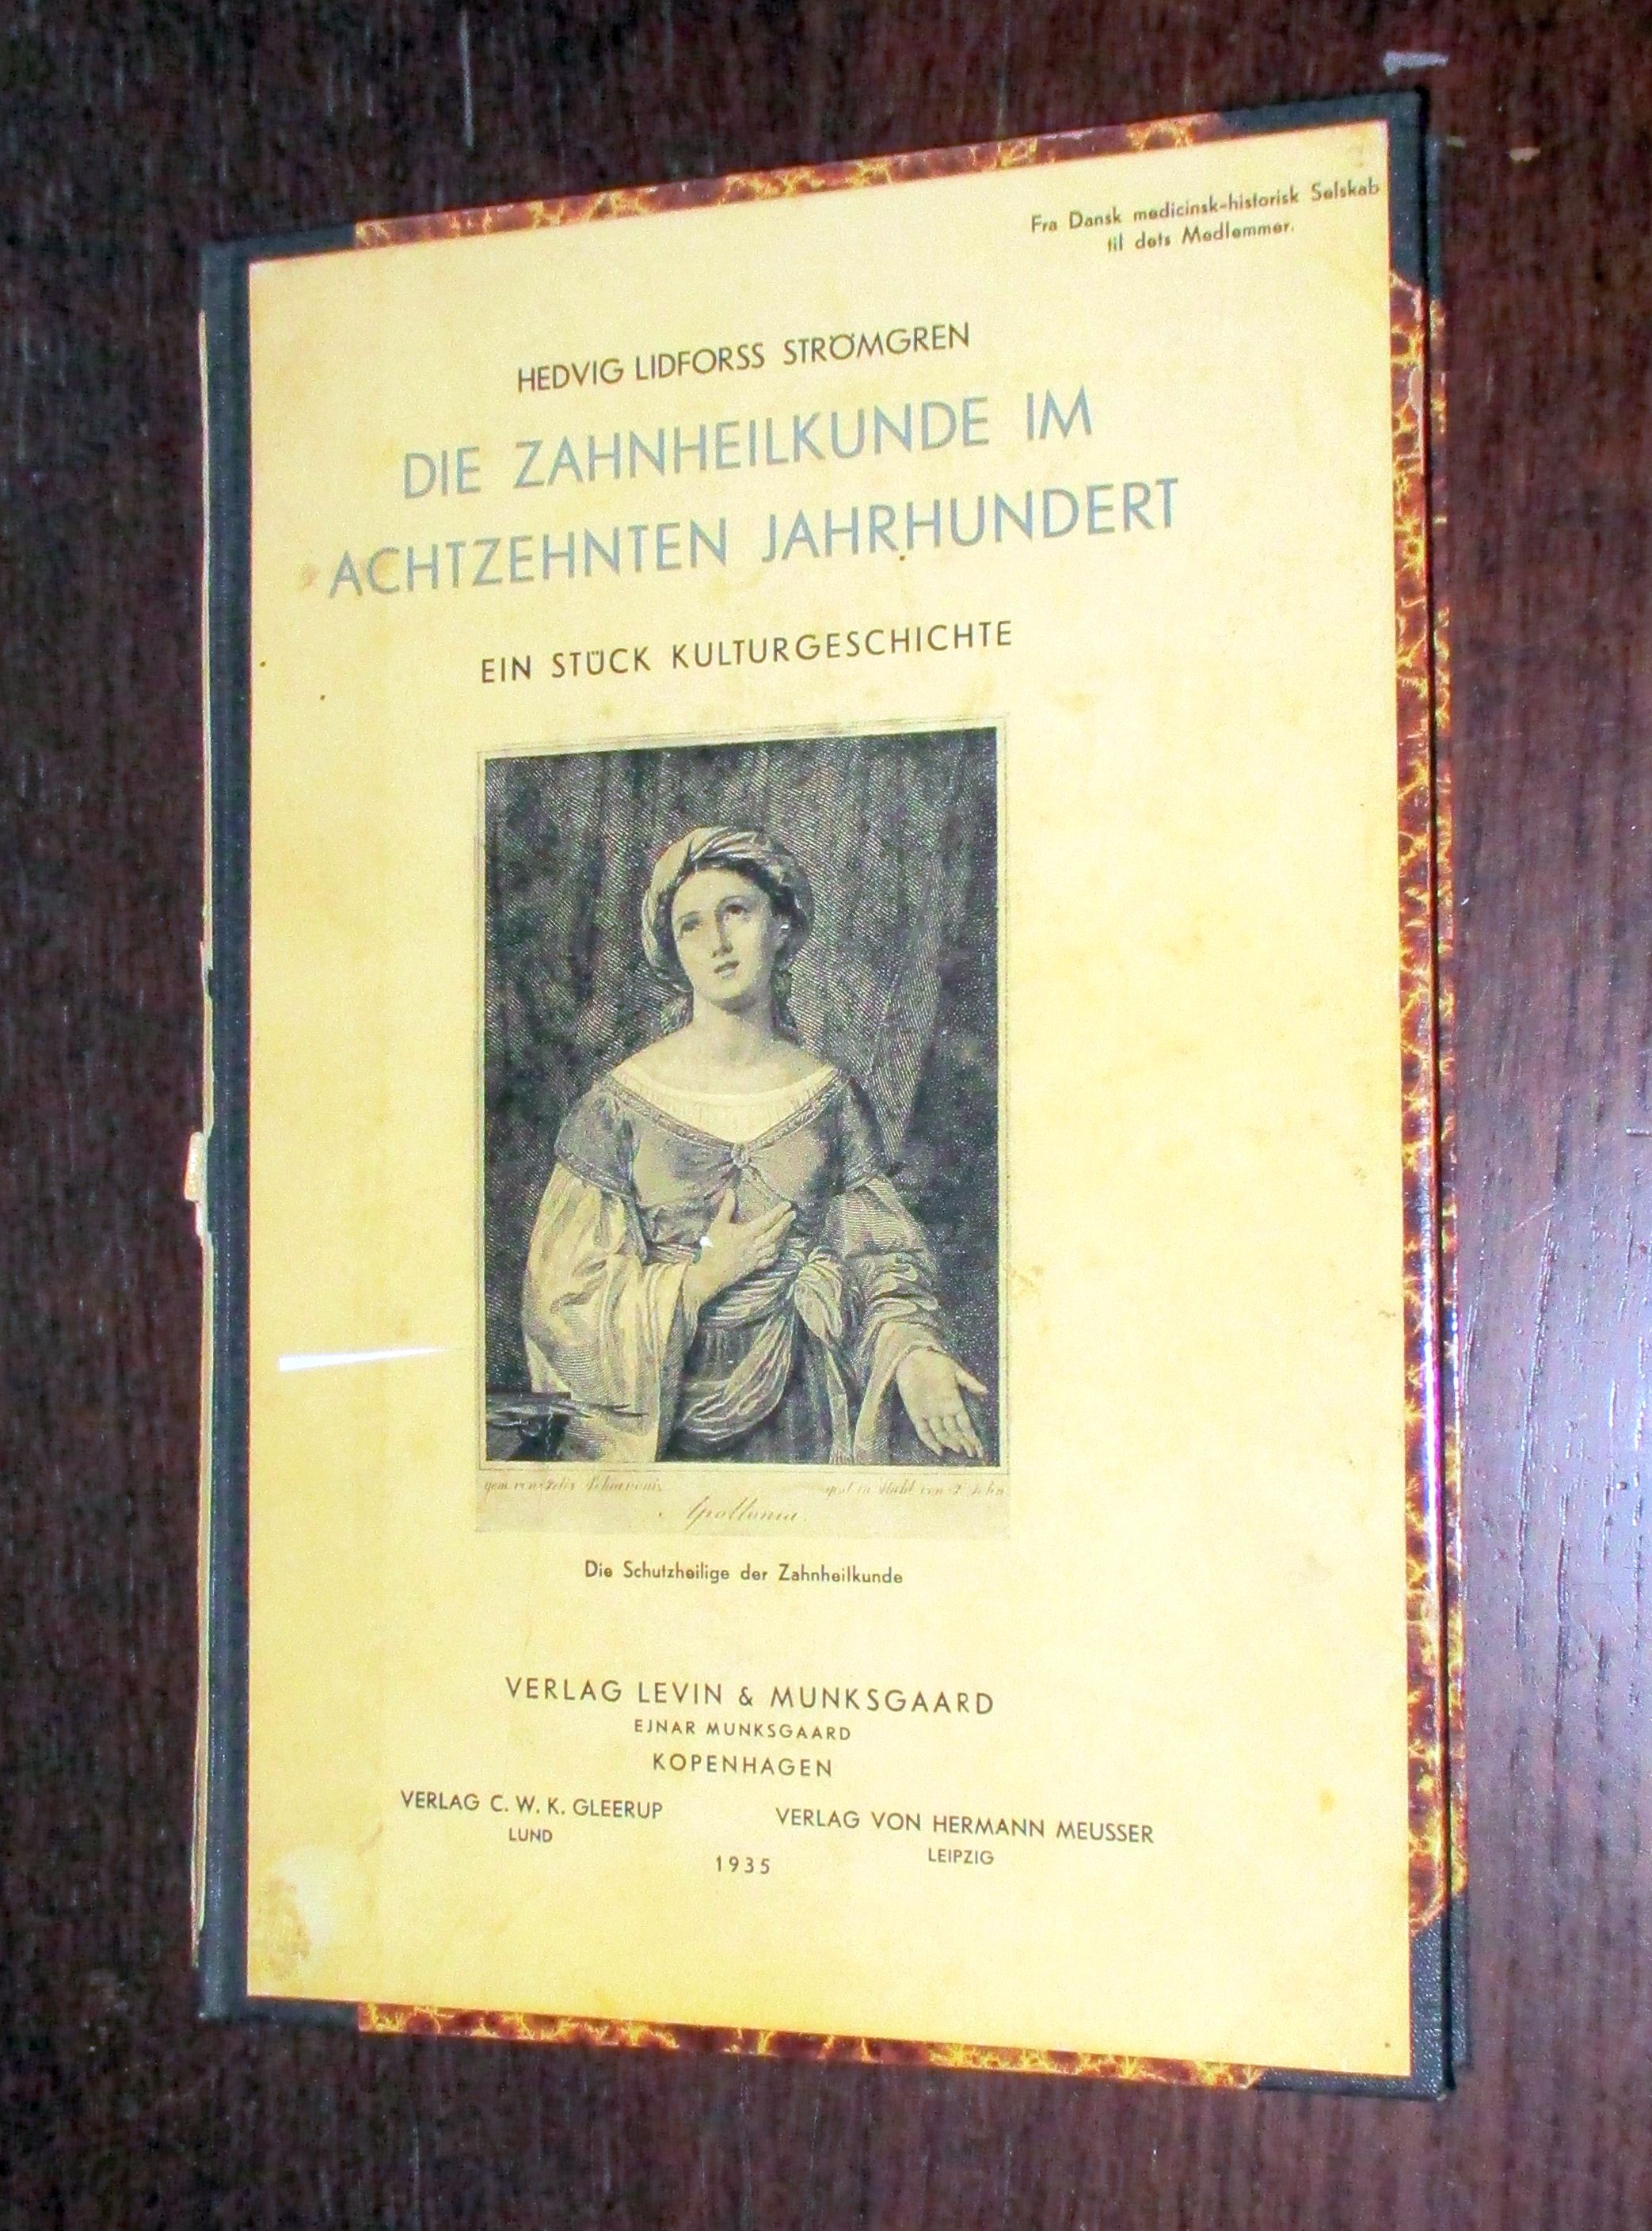 Fra Dansk medicinsk-historisk Selskab
til dets Medlemmer.
HEDVIG LIDFORSS STRÖMGREN
DIE ZAHNHEILKUNDE IM
ACHTZEHNTEN JAHRHUNDERT
EIN STÜCK KULTURGESCHICHTE
Apollonia.
Die Schutzheilige der Zahnheilkunde
VERLAG LEVIN & MUNKSGAARD
EJNAR MUNKSGAARD
KOPENHAGEN
VERLAG C. W. K. GLEERUP
LUND
VERLAG VON HERMANN MEUSSER
LEIPZIG
1935